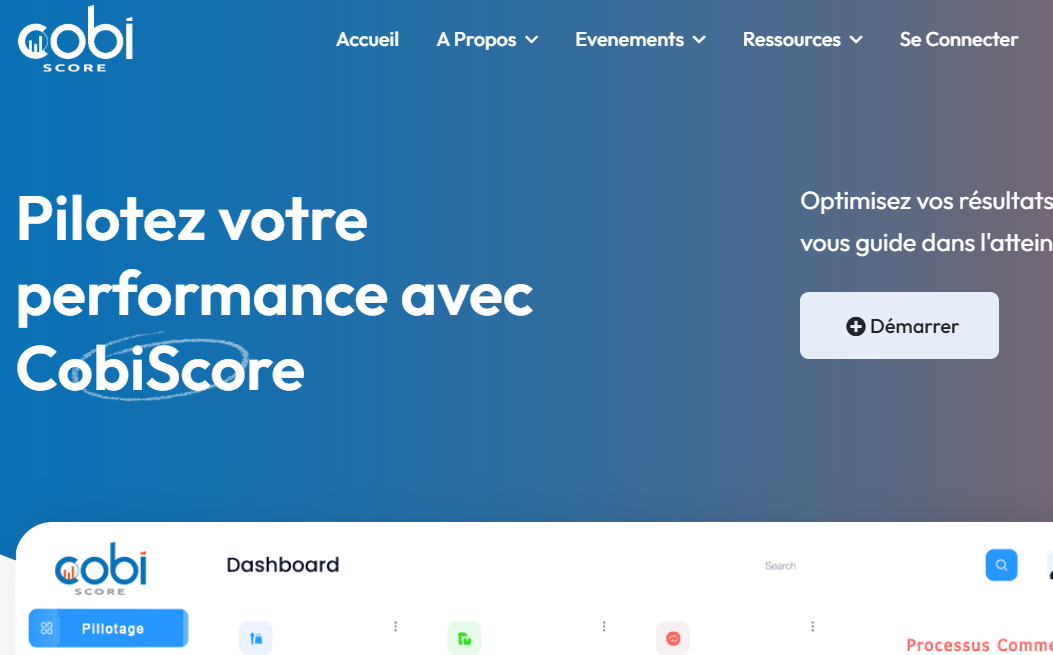 cobi
SCORE
Accueil A Propos Evenements Ressources Se Connecter
Pilotez votre
performance avec
CobiScore
Optimisez vos résultats
vous guide dans l'attein
Démarrer
cobi
SCORE
Dashboard
Search
Pillotage
Processus Comme